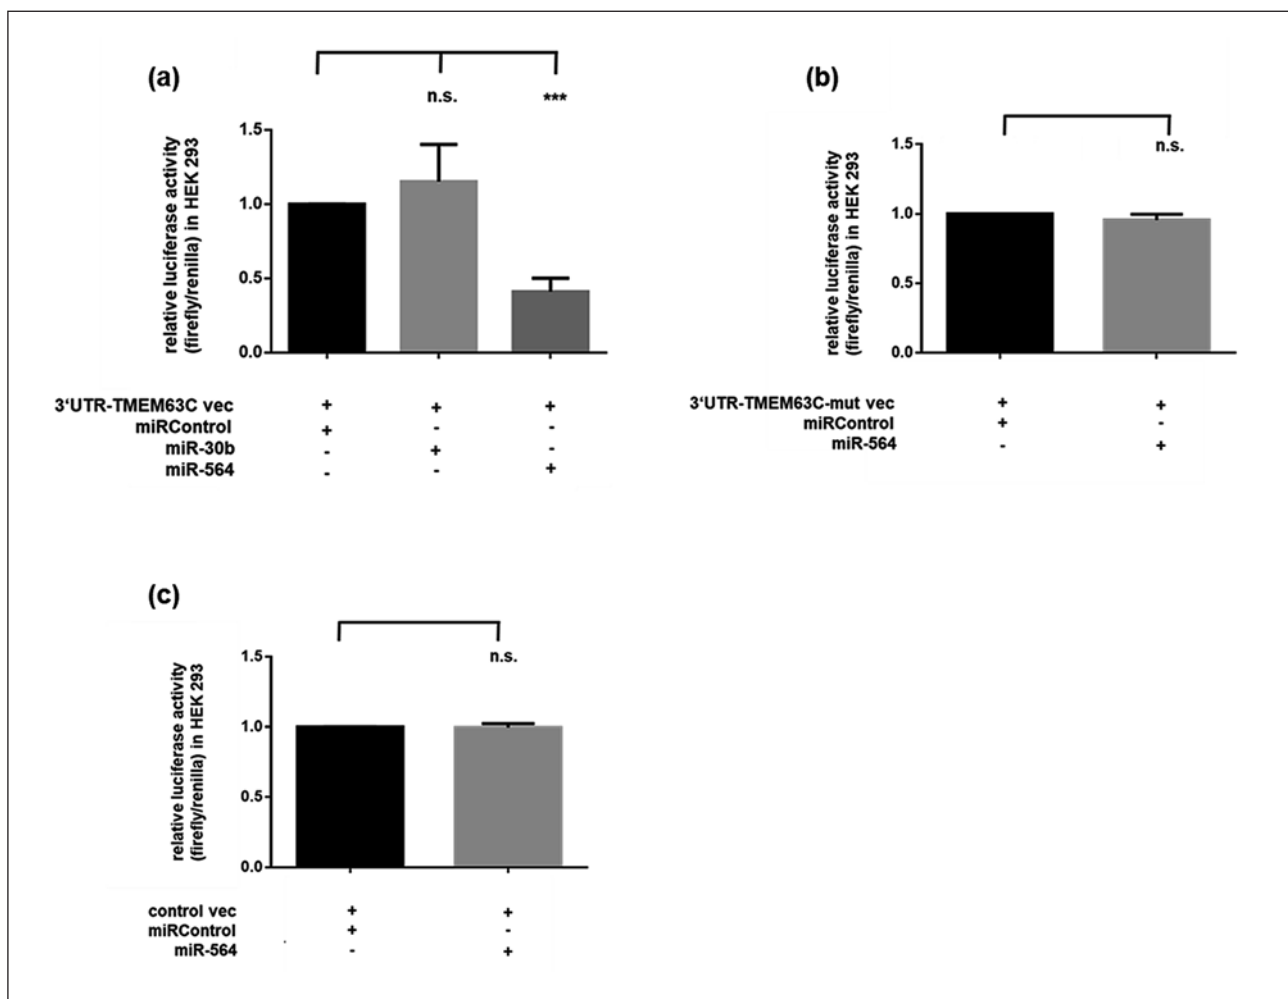 (a)
n.s. ***
relative luciferase activity
(firefly/renilla) in HEK 293
1.5
1.0
0.5
0.0
3‘UTR-TMEM63C vec + + +
miRControl + - -
miR-30b - + -
miR-564 - - +
(b)
n.s.
relative luciferase activity
(firefly/renilla) in HEK 293
1.5
1.0
0.5
0.0
3‘UTR-TMEM63C-mut vec + +
miRControl + -
miR-564 - +
(c)
n.s.
relative luciferase activity
(firefly/renilla) in HEK 293
1.5
1.0
0.5
0.0
control vec + +
miRControl + -
miR-564 - +